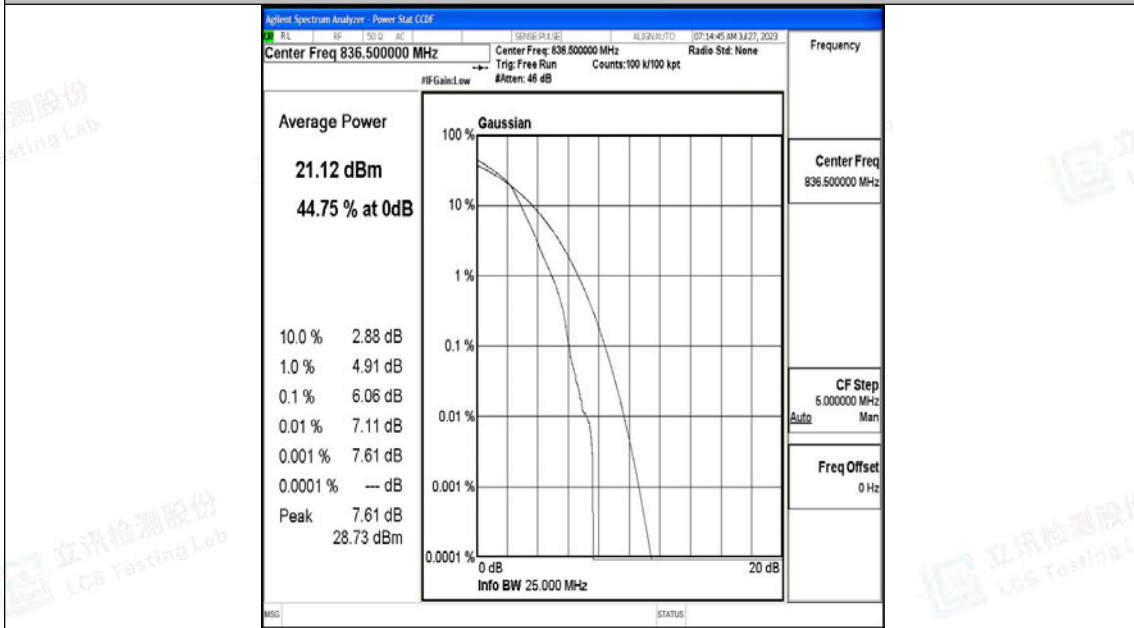 Agilent Spectrum Analyzer - Power Stat CCDF
RL RF 50 Ω AC SENSE:PULSE ALIGN AUTO 07:14:45 AM Jul 27, 2023
Center Freq 836.500000 MHz
Center Freq: 836.500000 MHz Radio Std: None
Trig: Free Run Counts:100 k/100 kpt
#IFGain:Low #Atten: 46 dB
Frequency
Average Power
21.12 dBm
44.75 % at 0dB
10.0 % 2.88 dB
1.0 % 4.91 dB
0.1 % 6.06 dB
0.01 % 7.11 dB
0.001 % 7.61 dB
0.0001 % --- dB
Peak 7.61 dB
28.73 dBm
Gaussian
100 %
10 %
1 %
0.1 %
0.01 %
0.001 %
0.0001 %
0 dB 20 dB
Info BW 25.000 MHz
Center Freq
836.500000 MHz
CF Step
5.000000 MHz
Auto Man
Freq Offset
0 Hz
MSG STATUS
立讯检测股份
LCS Testing Lab
立讯检测股份
LCS Testing